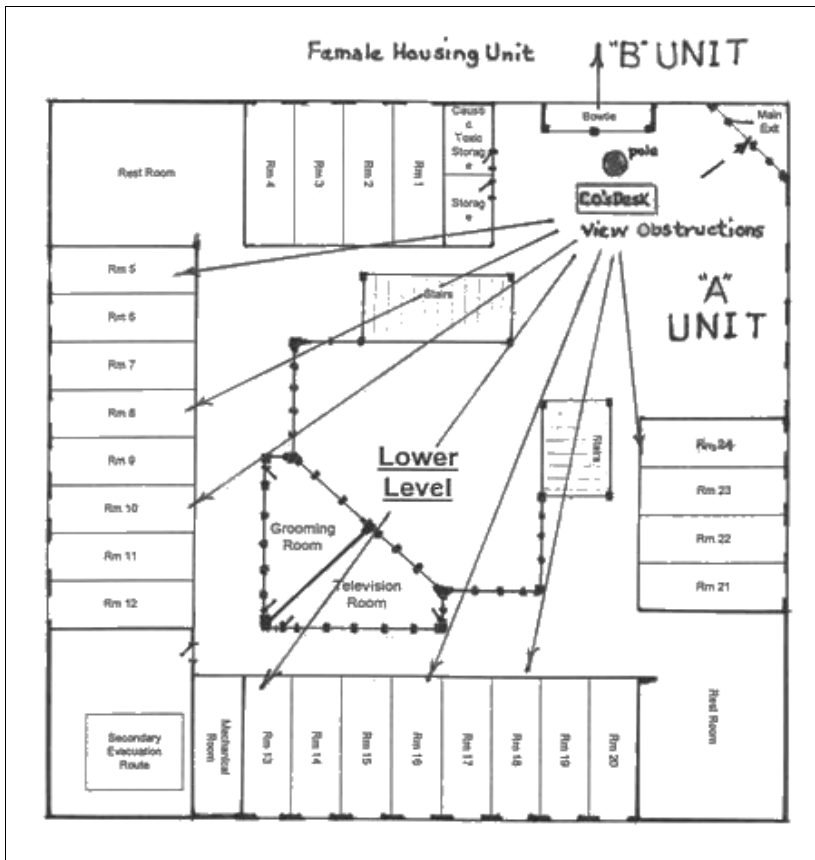 Female Housing Unit
"B" UNIT
Rest Room
Rm 4
Rm 3
Rm 2
Rm 1
Caustic
Toxic
Storage
Storage
Bowtie
Main
Exit
pole
C.O.'s Desk
View Obstructions
"A"
UNIT
Rm 5
Rm 6
Rm 7
Rm 8
Rm 9
Rm 10
Rm 11
Rm 12
Stairs
Stairs
Lower
Level
Grooming
Room
Television
Room
Rm 24
Rm 23
Rm 22
Rm 21
Secondary
Evacuation
Route
Mechanical
Room
Rm 13
Rm 14
Rm 15
Rm 16
Rm 17
Rm 18
Rm 19
Rm 20
Rest Room